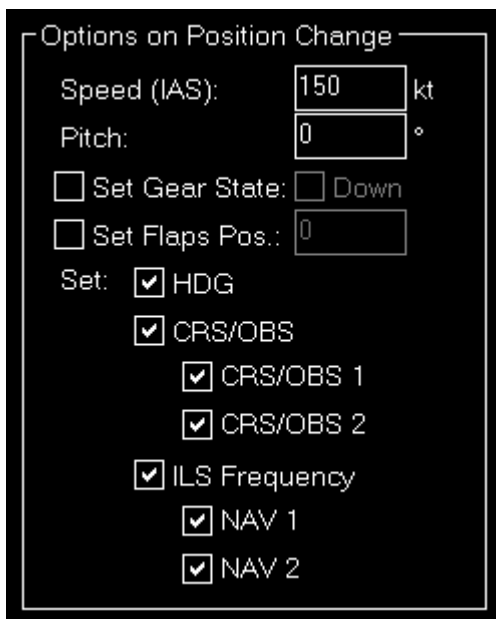 Options on Position Change
Speed (IAS): 150 kt
Pitch: 0 °
Set Gear State: Down
Set Flaps Pos.: 0
Set: HDG
CRS/OBS
CRS/OBS 1
CRS/OBS 2
ILS Frequency
NAV 1
NAV 2